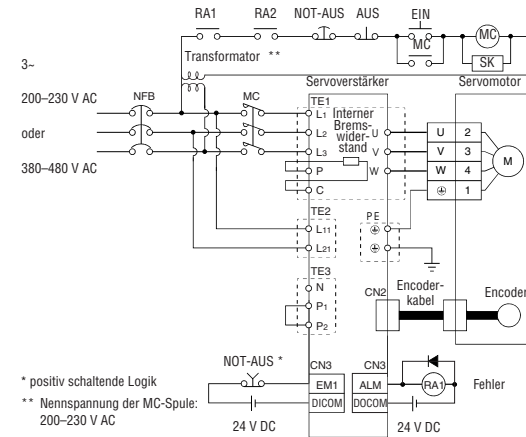 RA1 RA2 NOT-AUS AUS EIN
MC
MC
SK
Transformator **
3~
200–230 V AC
oder
380–480 V AC
NFB
MC
Servoverstärker
Servomotor
TE1
L1
L2
L3
P
C
Interner
Brems-
wider-
stand
U
V
W
U 2
V 3
W 4
1
M
TE2
L11
L21
PE
TE3
N
P1
P2
CN2
Encoder-
kabel
Encoder
NOT-AUS *
CN3
EM1
DICOM
24 V DC
CN3
ALM
DOCOM
RA1
Fehler
24 V DC
* positiv schaltende Logik
** Nennspannung der MC-Spule:
200–230 V AC